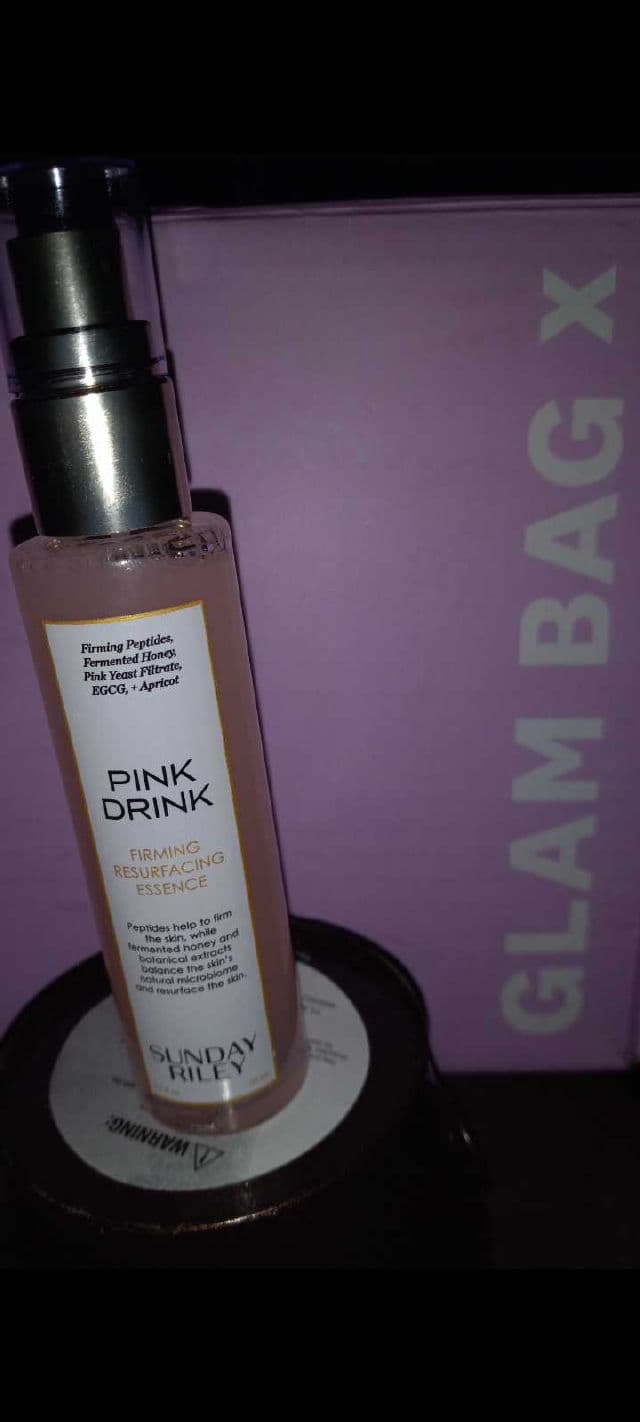 Firming Peptides,
Fermented Honey,
Pink Yeast Filtrate,
EGCG, + Apricot
PINK
DRINK
FIRMING
RESURFACING
ESSENCE
Peptides help to firm
the skin, while
fermented honey and
botanical extracts
balance the skin's
natural microbiome
and resurface the skin.
SUNDAY
RILEY
WARNING:
GLAM BAG X